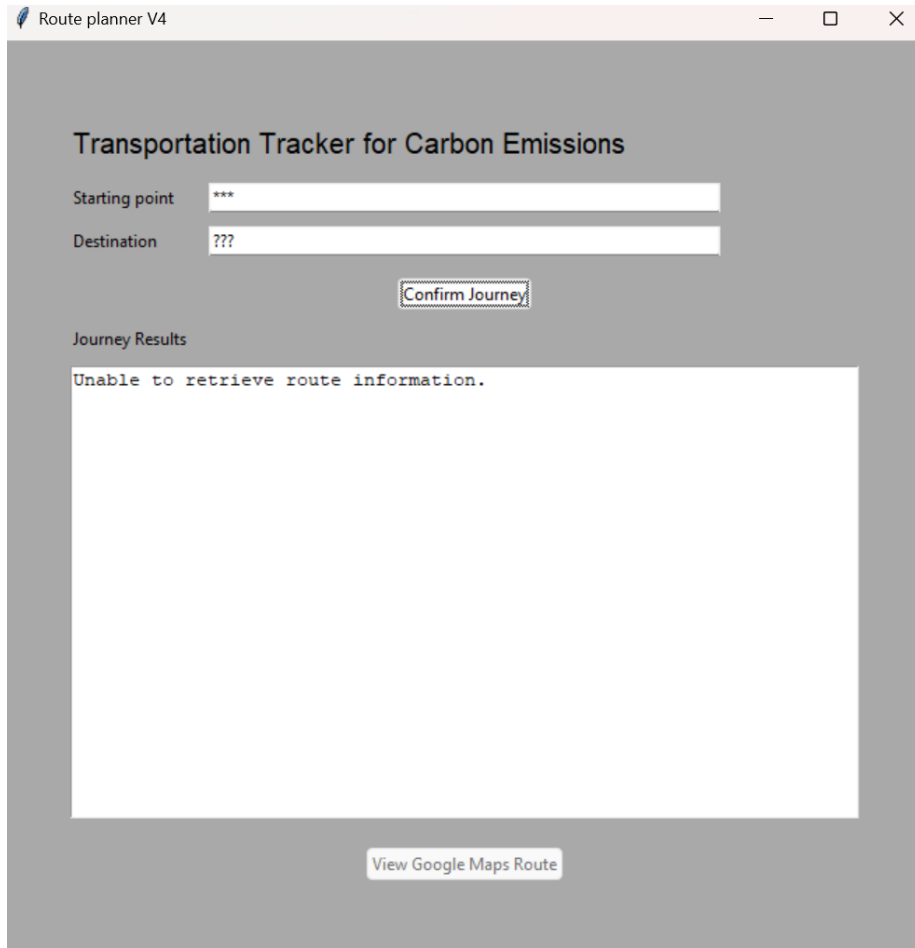 Route planner V4
Transportation Tracker for Carbon Emissions
Starting point ***
Destination ???
Confirm Journey
Journey Results
Unable to retrieve route information.
View Google Maps Route